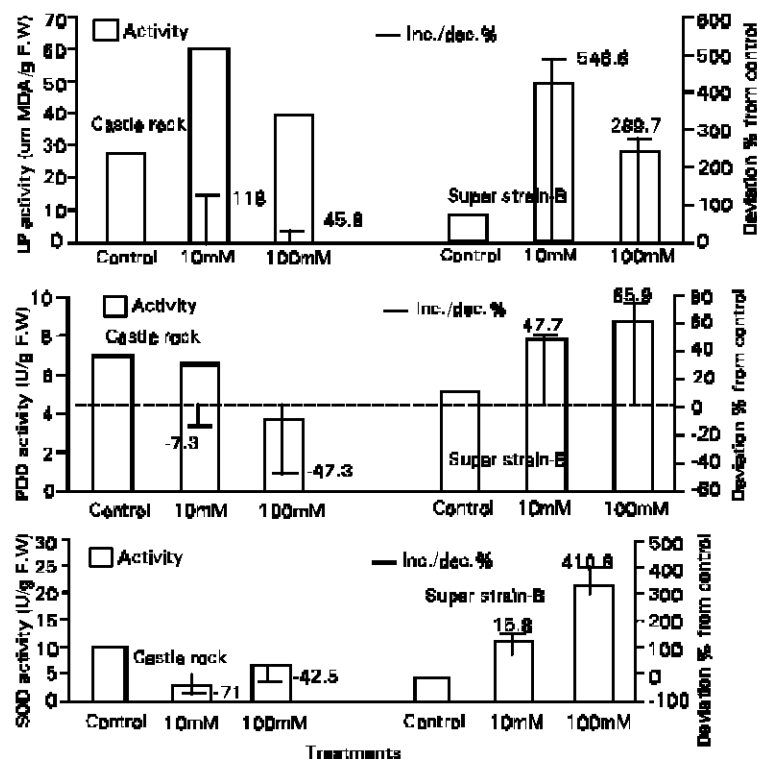 70
60
50
40
30
20
10
0
LP activity (um MDA/g F.W)
Activity
Inc./dec.%
Castle rock
118
45.8
Super strain-B
546.6
289.7
600
500
400
300
200
100
0
Deviation % from control
Control 10mM 100mM Control 10mM 100mM
10
8
6
4
2
0
POD activity (U/g F.W)
Activity
Inc./dec.%
Castle rock
-7.3
-47.3
47.7
65.9
Super strain-B
80
60
40
20
0
-20
-40
-60
Deviation % from control
Control 10mM 100mM Control 10mM 100mM
30
25
20
15
10
5
0
SOD activity (U/g F.W)
Activity
Inc./dec.%
Super strain-B
Castle rock
-71
-42.5
15.8
410.8
500
400
300
200
100
0
-100
Deviation % from control
Control 10mM 100mM Control 10mM 100mM
Treatments